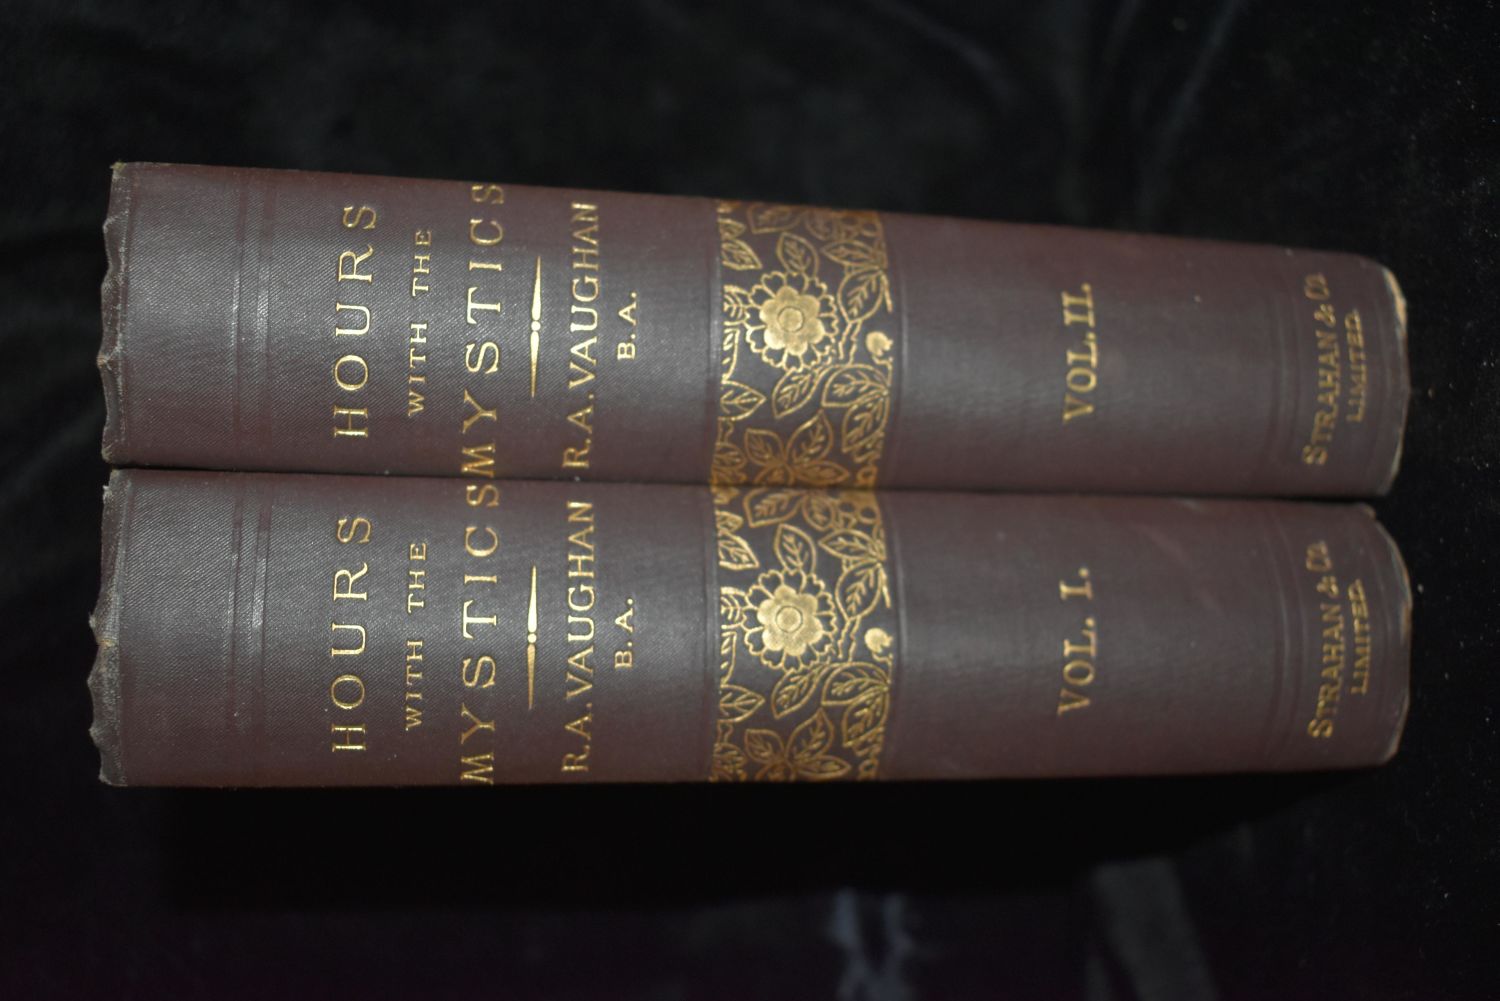 HOURS
WITH THE
MYSTICS
R.A. VAUGHAN
B.A.
VOL. I.
STRAHAN & Co.
LIMITED.
HOURS
WITH THE
MYSTICS
R.A. VAUGHAN
B.A.
VOL. II.
STRAHAN & Co.
LIMITED.